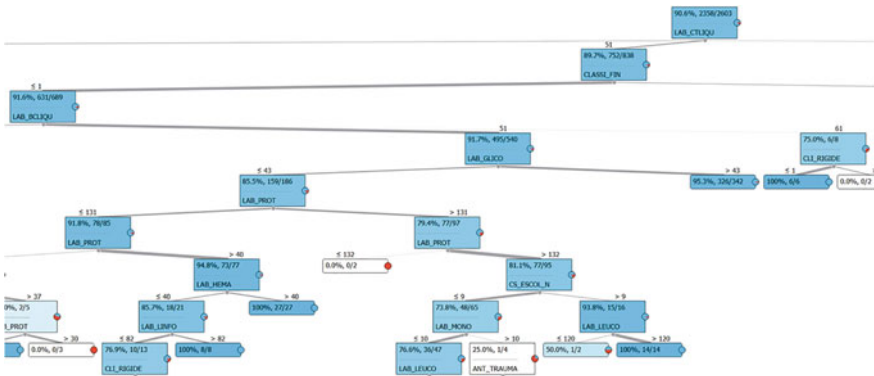 90.6%, 2358/2603
LAB_CTLIQU
51
89.7%, 752/838
CLASSI_FIN
≤ 1
91.6%, 631/689
LAB_BCLIQU
51
91.7%, 495/540
LAB_GLICO
61
75.0%, 6/8
CLI_RIGIDE
≤ 43
85.5%, 159/186
LAB_PROT
> 43
95.3%, 326/342
≤ 1
100%, 6/6
0.0%, 0/2
≤ 131
91.8%, 78/85
LAB_PROT
> 131
79.4%, 77/97
LAB_PROT
> 40
94.8%, 73/77
LAB_HEMA
≤ 132
0.0%, 0/2
> 132
81.1%, 77/95
CS_ESCOL_N
> 37
0%, 2/5
B_PROT
≤ 40
85.7%, 18/21
LAB_LINFO
> 40
100%, 27/27
≤ 9
73.8%, 48/65
LAB_MONO
> 9
93.8%, 15/16
LAB_LEUCO
> 30
0.0%, 0/3
≤ 82
76.9%, 10/13
CLI_RIGIDE
> 82
100%, 8/8
≤ 10
76.6%, 36/47
LAB_LEUCO
> 10
25.0%, 1/4
ANT_TRAUMA
≤ 120
50.0%, 1/2
> 120
100%, 14/14